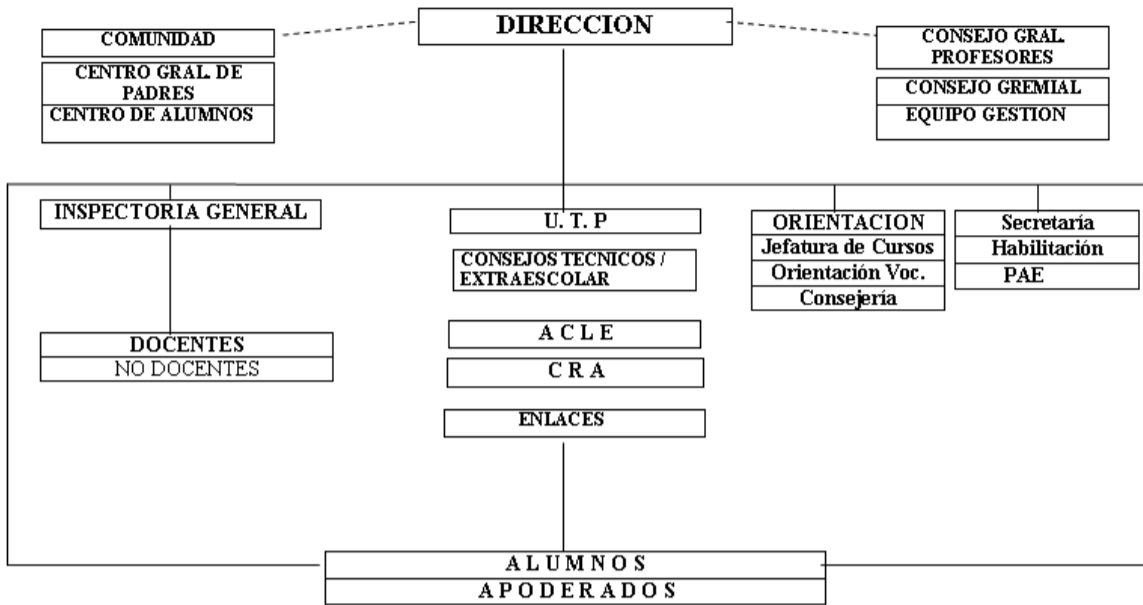 DIRECCION
COMUNIDAD
CENTRO GRAL. DE
PADRES
CENTRO DE ALUMNOS
CONSEJO GRAL.
PROFESORES
CONSEJO GREMIAL
EQUIPO GESTION
INSPECTORIA GENERAL
DOCENTES
NO DOCENTES
U. T. P
CONSEJOS TECNICOS /
EXTRAESCOLAR
A C L E
C R A
ENLACES
ORIENTACION
Jefatura de Cursos
Orientación Voc.
Consejería
Secretaría
Habilitación
PAE
A L U M N O S
A P O D E R A D O S